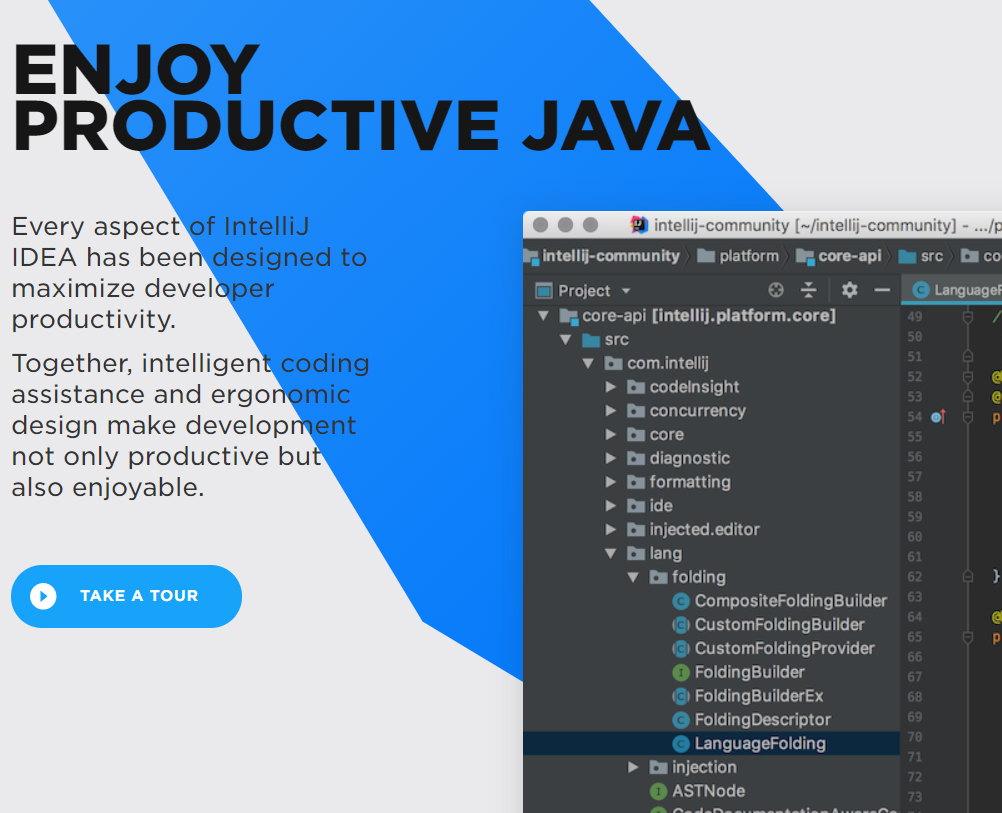 ENJOY
PRODUCTIVE JAVA
Every aspect of IntelliJ
IDEA has been designed to
maximize developer
productivity.
Together, intelligent coding
assistance and ergonomic
design make development
not only productive but
also enjoyable.
TAKE A TOUR
intellij-community [~/intellij-community] - .../p
intellij-community platform core-api src co
Project
LanguageF
core-api [intellij.platform.core]
src
com.intellij
codeInsight
concurrency
core
diagnostic
formatting
ide
injected.editor
lang
folding
CompositeFoldingBuilder
CustomFoldingBuilder
CustomFoldingProvider
FoldingBuilder
FoldingBuilderEx
FoldingDescriptor
LanguageFolding
injection
ASTNode
49 /
50
51
52 @
53 @
54 p
55
56
57
58
59
60
61
62 }
63
64 @
65 p
66
67
68
69
70
71
72
73